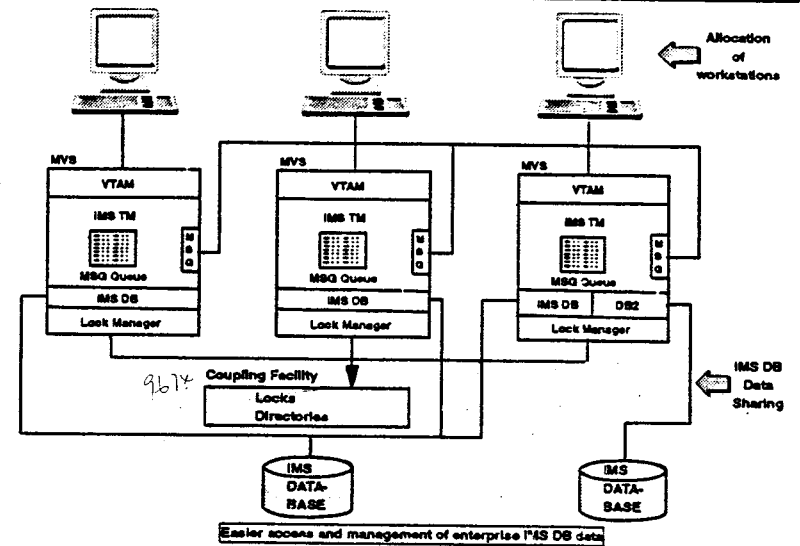 Allocation
of
workstations
MVS
VTAM
IMS TM
MSG
MSG Queue
IMS DB
Lock Manager
MVS
VTAM
IMS TM
MSG
MSG Queue
IMS DB
Lock Manager
MVS
VTAM
IMS TM
MSG
MSG Queue
IMS DB DB2
Lock Manager
IMS DB
Data
Sharing
Coupling Facility
Locks
Directories
IMS
DATA-
BASE
IMS
DATA-
BASE
Easier access and management of enterprise IMS DB data